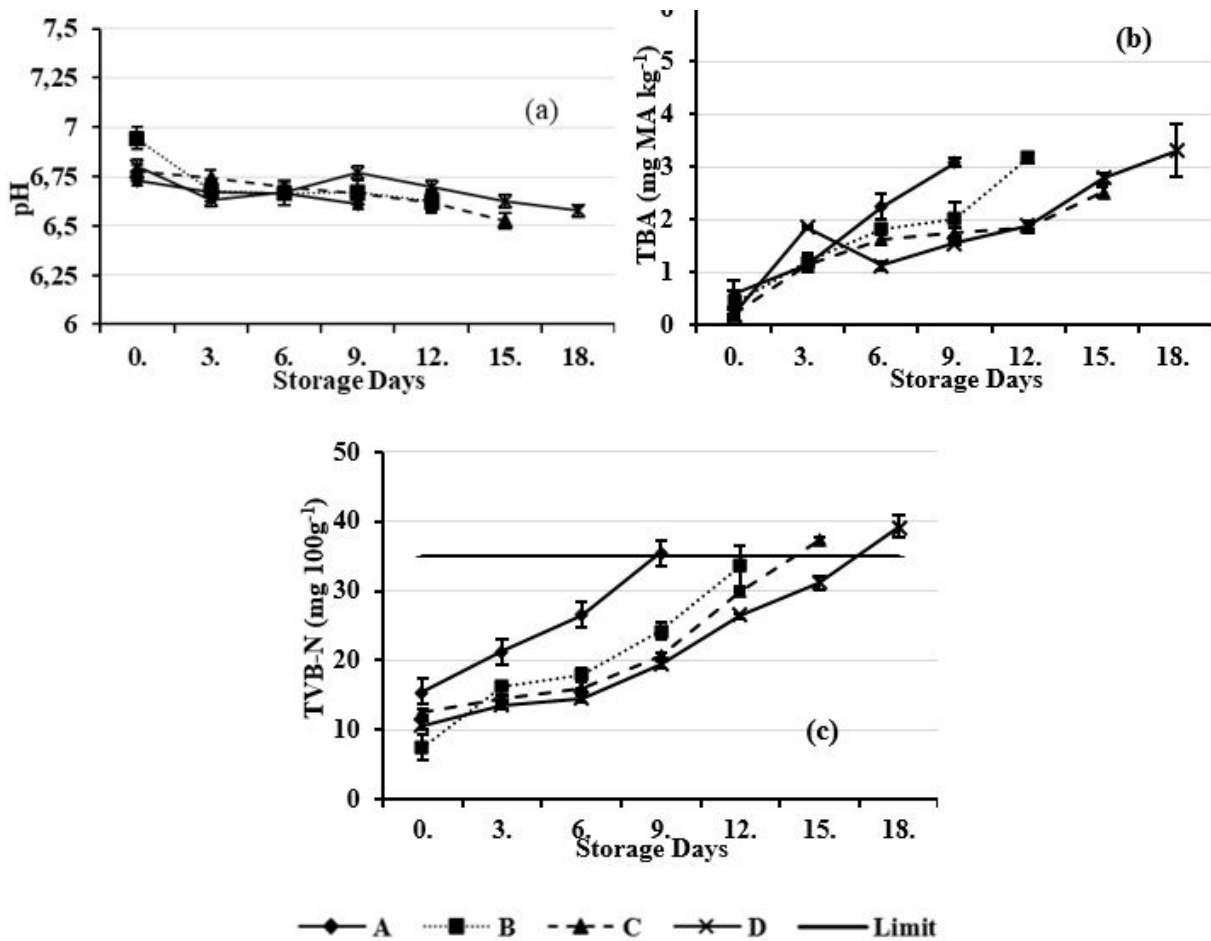 7,5
7,25
7
6,75
6,5
6,25
6
pH
(a)
0. 3. 6. 9. 12. 15. 18.
Storage Days
5
4
3
2
1
0
TBA (mg MA kg⁻¹)
(b)
0. 3. 6. 9. 12. 15. 18.
Storage Days
50
40
30
20
10
0
TVB-N (mg 100g⁻¹)
(c)
0. 3. 6. 9. 12. 15. 18.
Storage Days
A B C D Limit